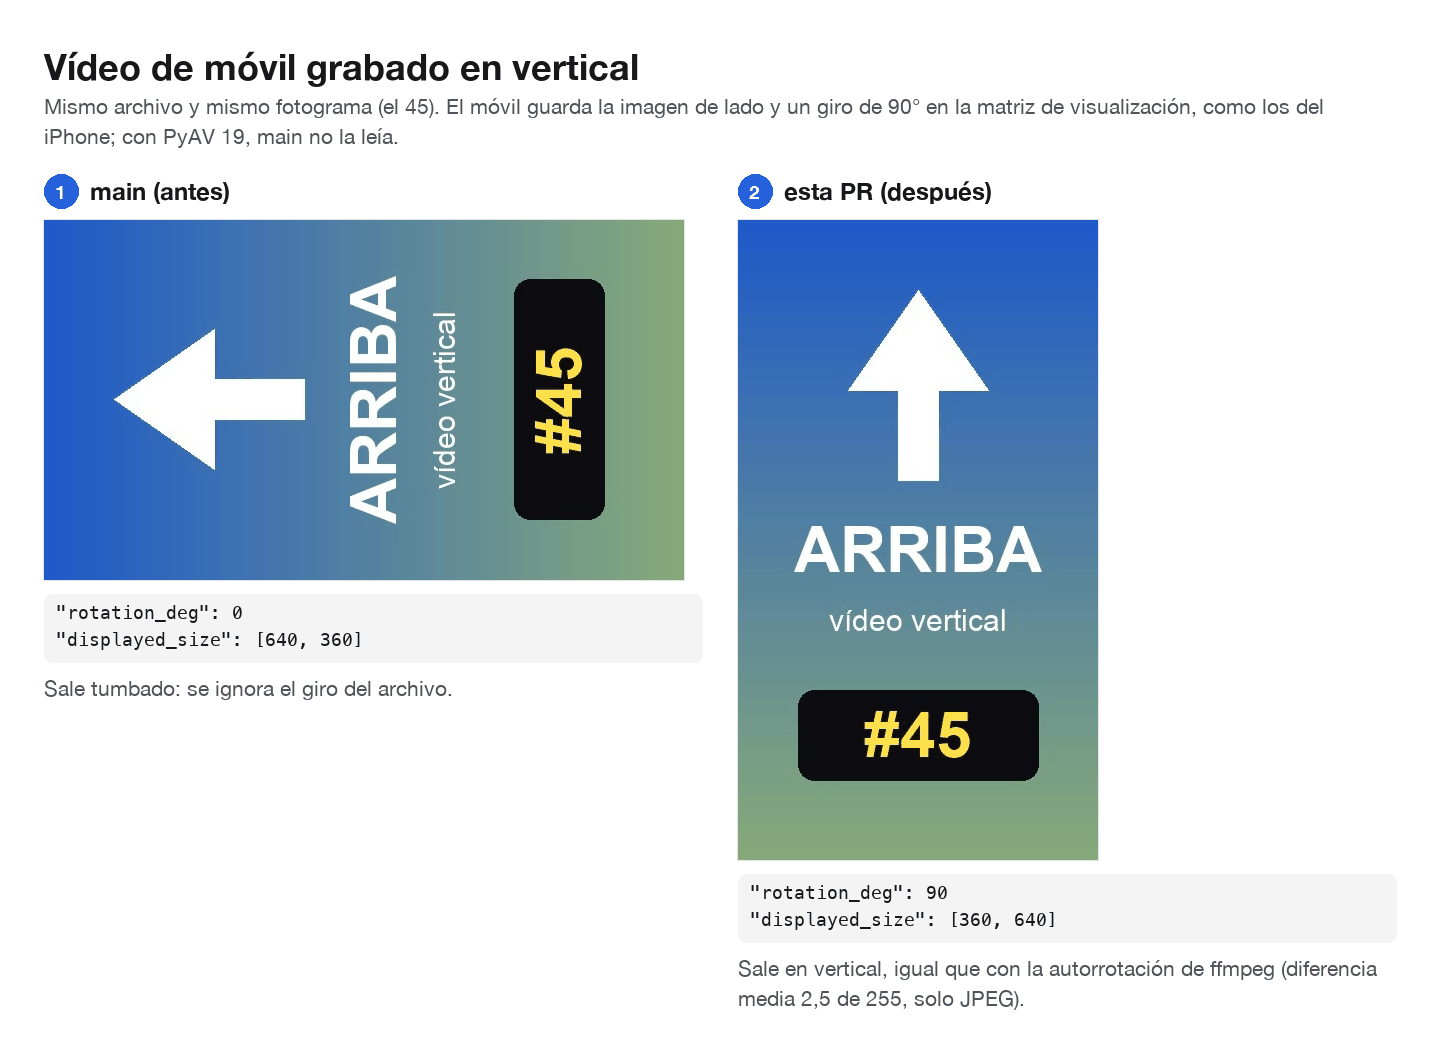 Vídeo de móvil grabado en vertical
Mismo archivo y mismo fotograma (el 45). El móvil guarda la imagen de lado y un giro de 90° en la matriz de visualización, como los del
iPhone; con PyAV 19, main no la leía.
1 main (antes)
ARRIBA
vídeo vertical
#45
"rotation_deg": 0
"displayed_size": [640, 360]
Sale tumbado: se ignora el giro del archivo.
2 esta PR (después)
ARRIBA
vídeo vertical
#45
"rotation_deg": 90
"displayed_size": [360, 640]
Sale en vertical, igual que con la autorrotación de ffmpeg (diferencia
media 2,5 de 255, solo JPEG).